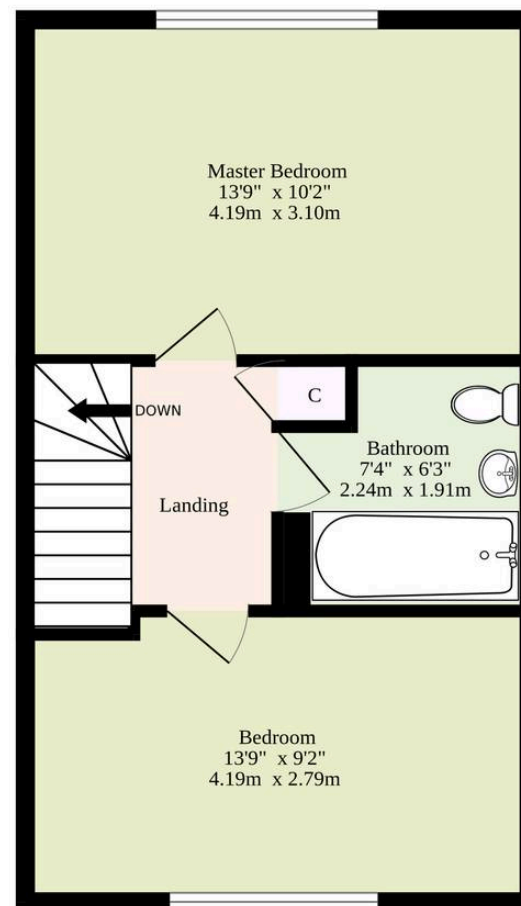 Master Bedroom
13'9" x 10'2"
4.19m x 3.10m
C
DOWN
Bathroom
7'4" x 6'3"
2.24m x 1.91m
Landing
Bedroom
13'9" x 9'2"
4.19m x 2.79m